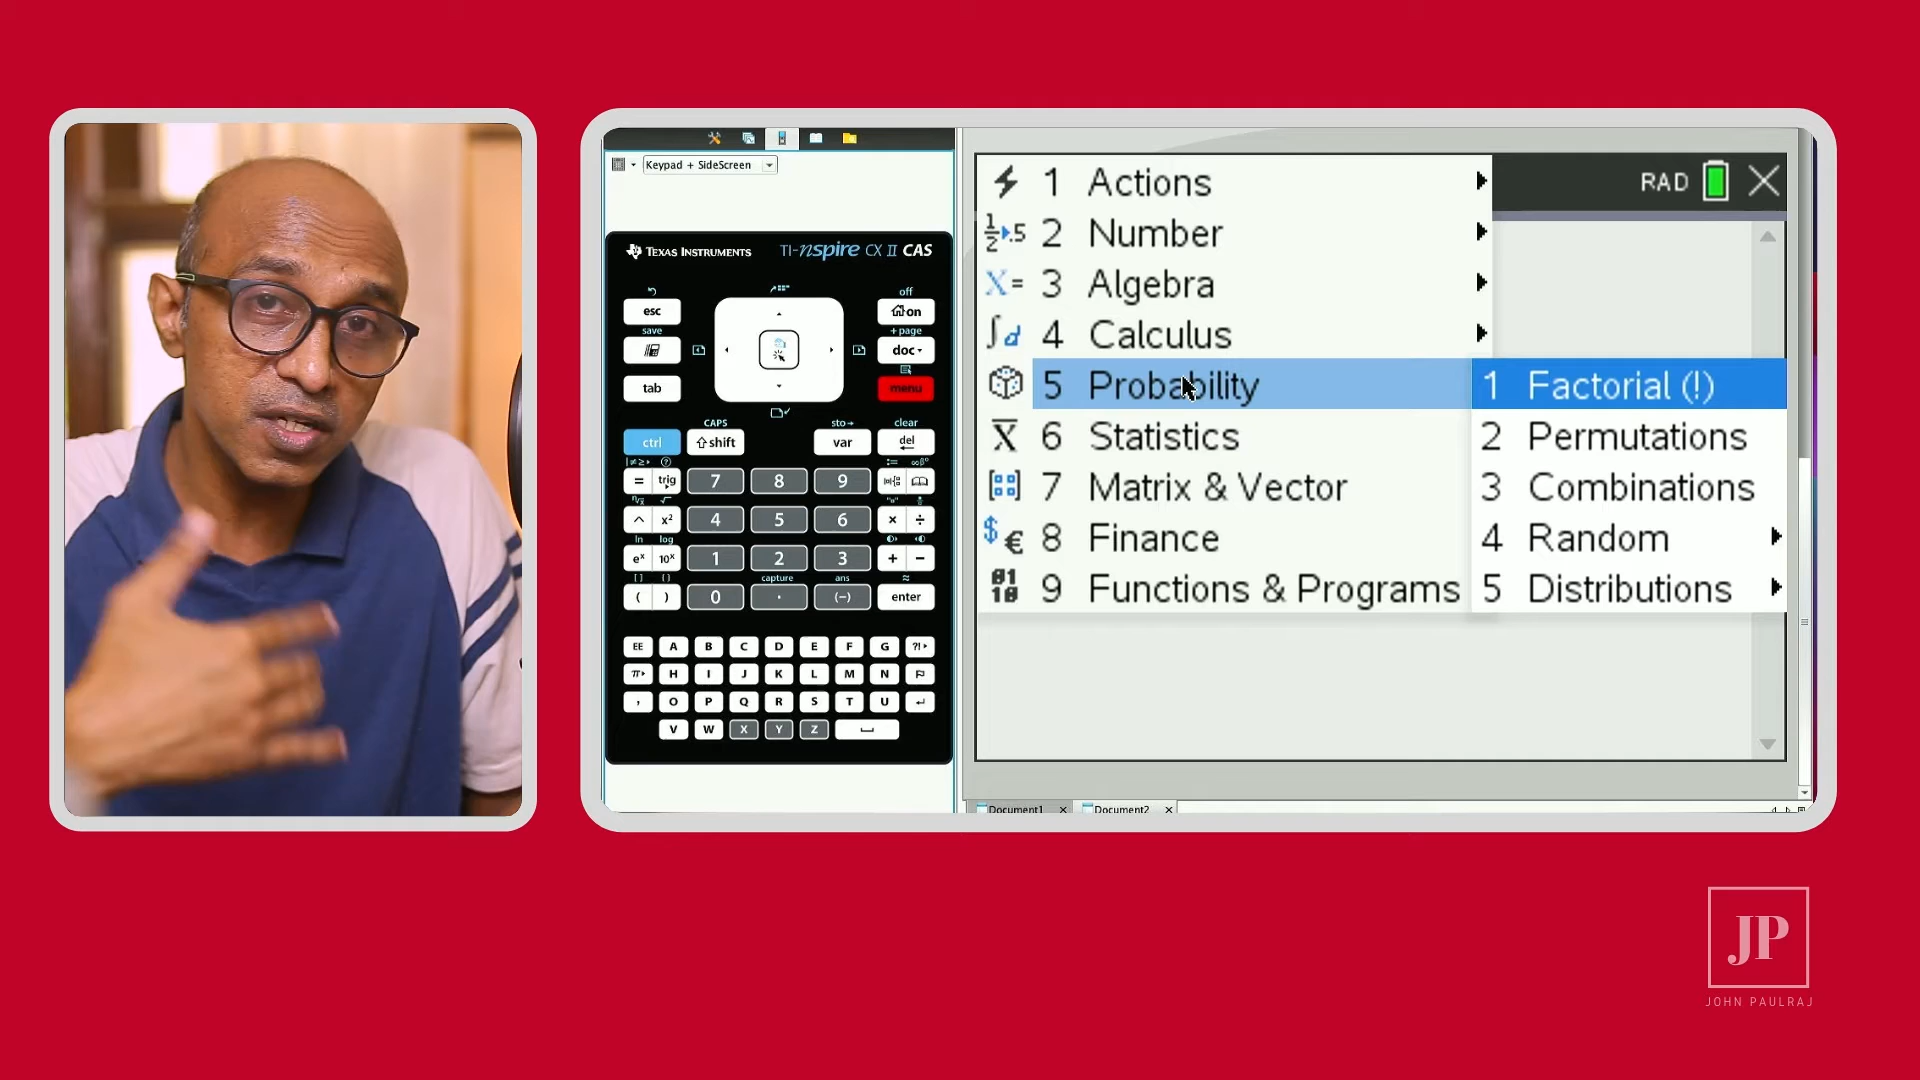 Keypad + SideScreen
TEXAS INSTRUMENTS TI-nspire CX II CAS
off
esc on
save + page
doc
tab menu
CAPS sto→ clear
ctrl ⇧shift var del
= trig 7 8 9
^ x² 4 5 6 × ÷
ln log
eˣ 10ˣ 1 2 3 + −
[ ] { } capture ans ≈
( ) 0 . (−) enter
EE A B C D E F G ?!▸
π▸ H I J K L M N
, O P Q R S T U ↵
V W X Y Z
1 Actions
2 Number
3 Algebra
4 Calculus
5 Probability
6 Statistics
7 Matrix & Vector
8 Finance
9 Functions & Programs
RAD
1 Factorial (!)
2 Permutations
3 Combinations
4 Random
5 Distributions
Document1 Document2
JP
JOHN PAULRAJ